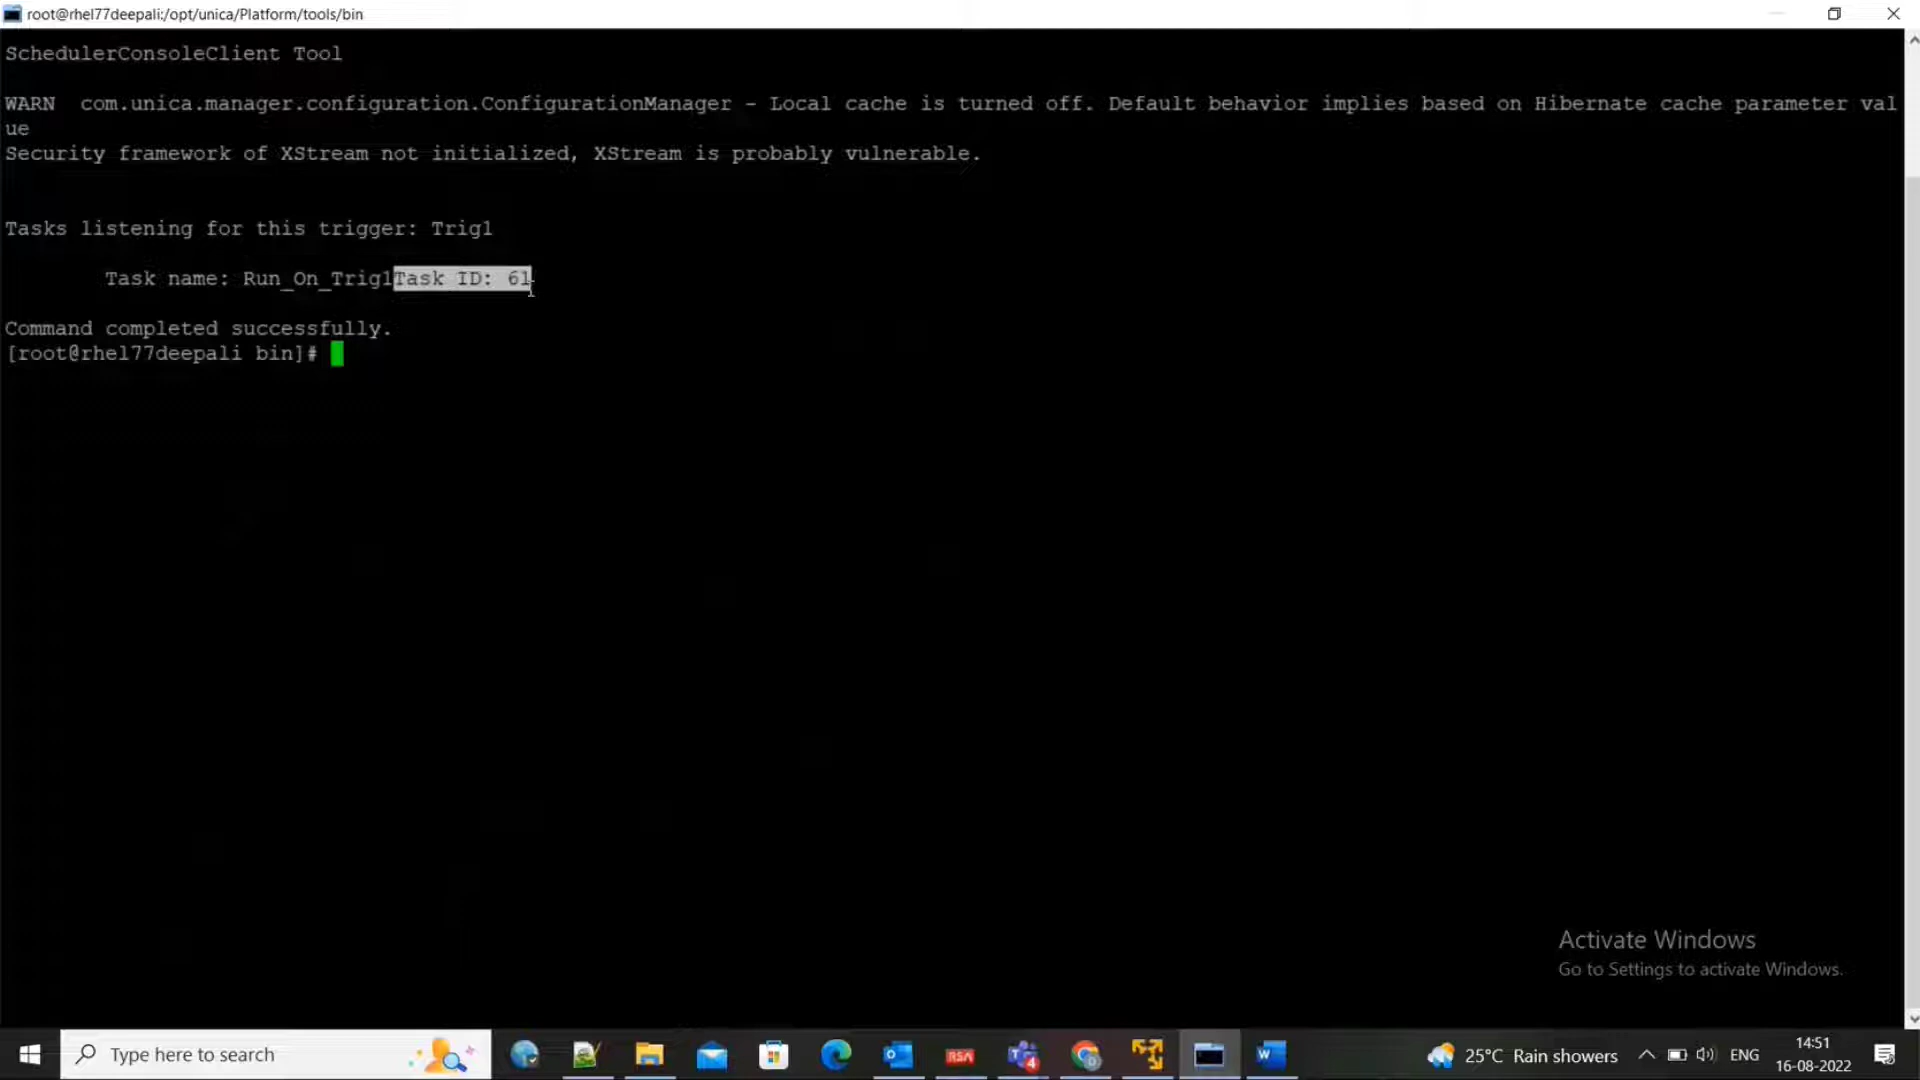 root@rhel77deepali:/opt/unica/Platform/tools/bin
SchedulerConsoleClient Tool
WARN  com.unica.manager.configuration.ConfigurationManager - Local cache is turned off. Default behavior implies based on Hibernate cache parameter val
ue
Security framework of XStream not initialized, XStream is probably vulnerable.
Tasks listening for this trigger: Trig1
Task name: Run_On_Trig1Task ID: 61
Command completed successfully.
[root@rhel77deepali bin]#
Activate Windows
Go to Settings to activate Windows.
Type here to search
RSA
4
25°C Rain showers
ENG
14:51
16-08-2022